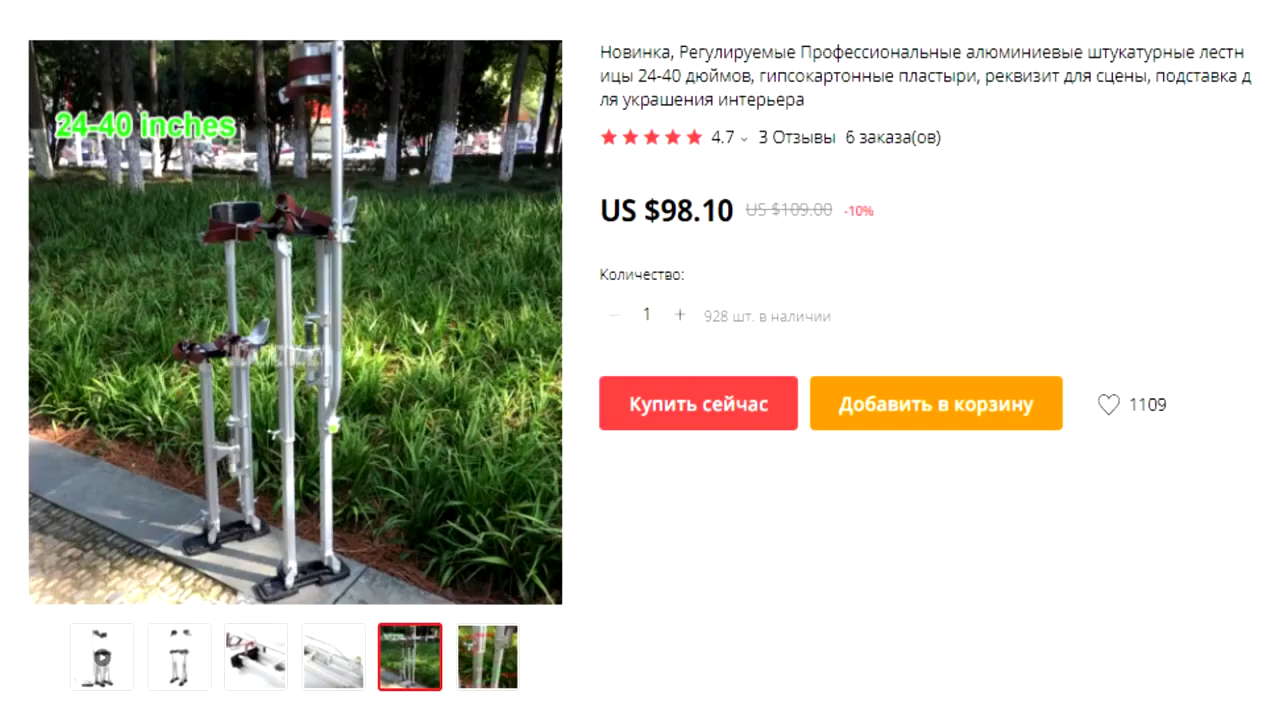 24-40 inches
Новинка, Регулируемые Профессиональные алюминиевые штукатурные лестн
ицы 24-40 дюймов, гипсокартонные пластыри, реквизит для сцены, подставка д
ля украшения интерьера
4.7 3 Отзывы 6 заказа(ов)
US $98.10 US $109.00 -10%
Количество:
− 1 + 928 шт. в наличии
Купить сейчас Добавить в корзину 1109